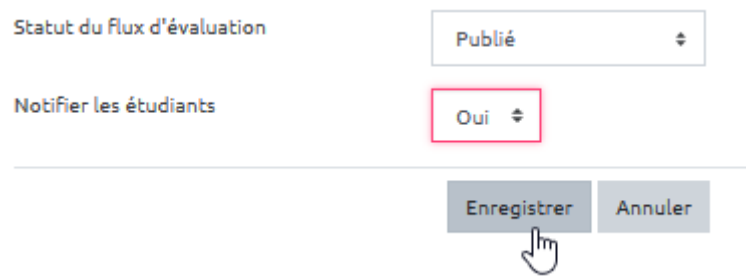 Statut du flux d'évaluation
Publié
Notifier les étudiants
Oui
Enregistrer Annuler